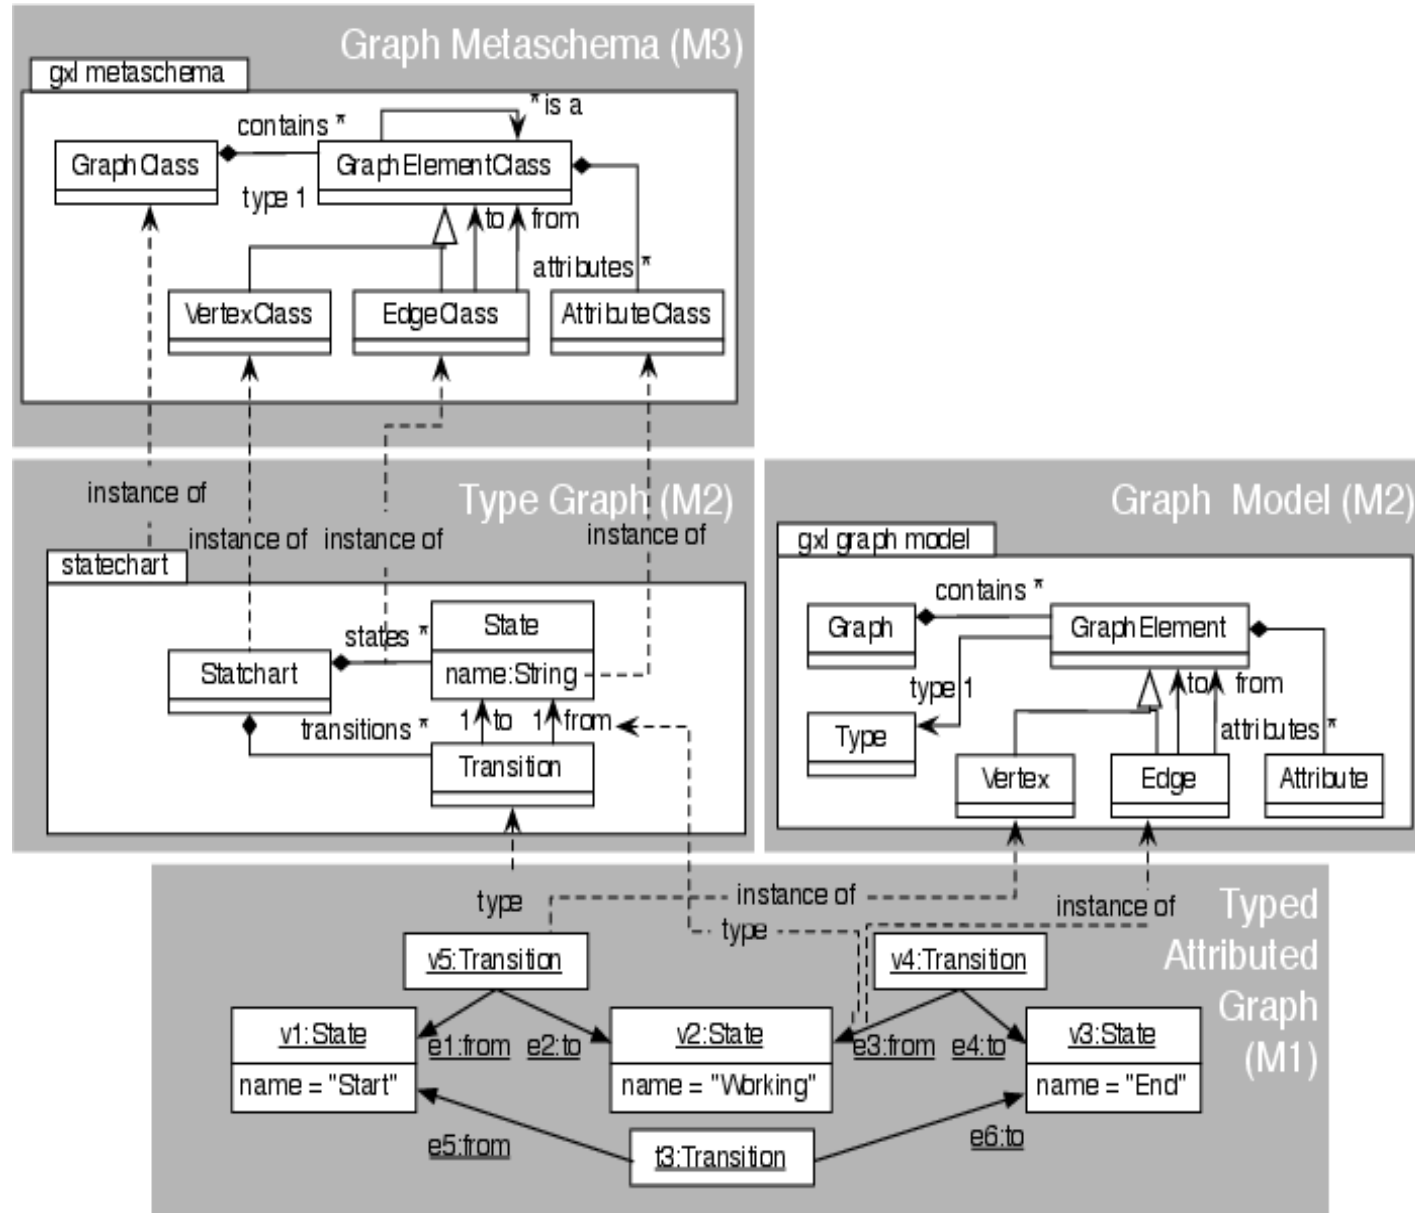 Graph Metaschema (M3)
gxl metaschema
* is a
contains *
GraphClass
GraphElementClass
type 1
to
from
attributes *
VertexClass
EdgeClass
AttributeClass
instance of
Type Graph (M2)
instance of
instance of
instance of
statechart
states *
State
Statchart
name:String
transitions *
1
to
1
from
Transition
Graph Model (M2)
gxl graph model
contains *
Graph
GraphElement
type 1
to
from
Type
attributes *
Vertex
Edge
Attribute
type
instance of
type
instance of
Typed
Attributed
Graph
(M1)
v5:Transition
v4:Transition
v1:State
name = "Start"
e1:from
e2:to
v2:State
name = "Working"
e3:from
e4:to
v3:State
name = "End"
e5:from
t3:Transition
e6:to